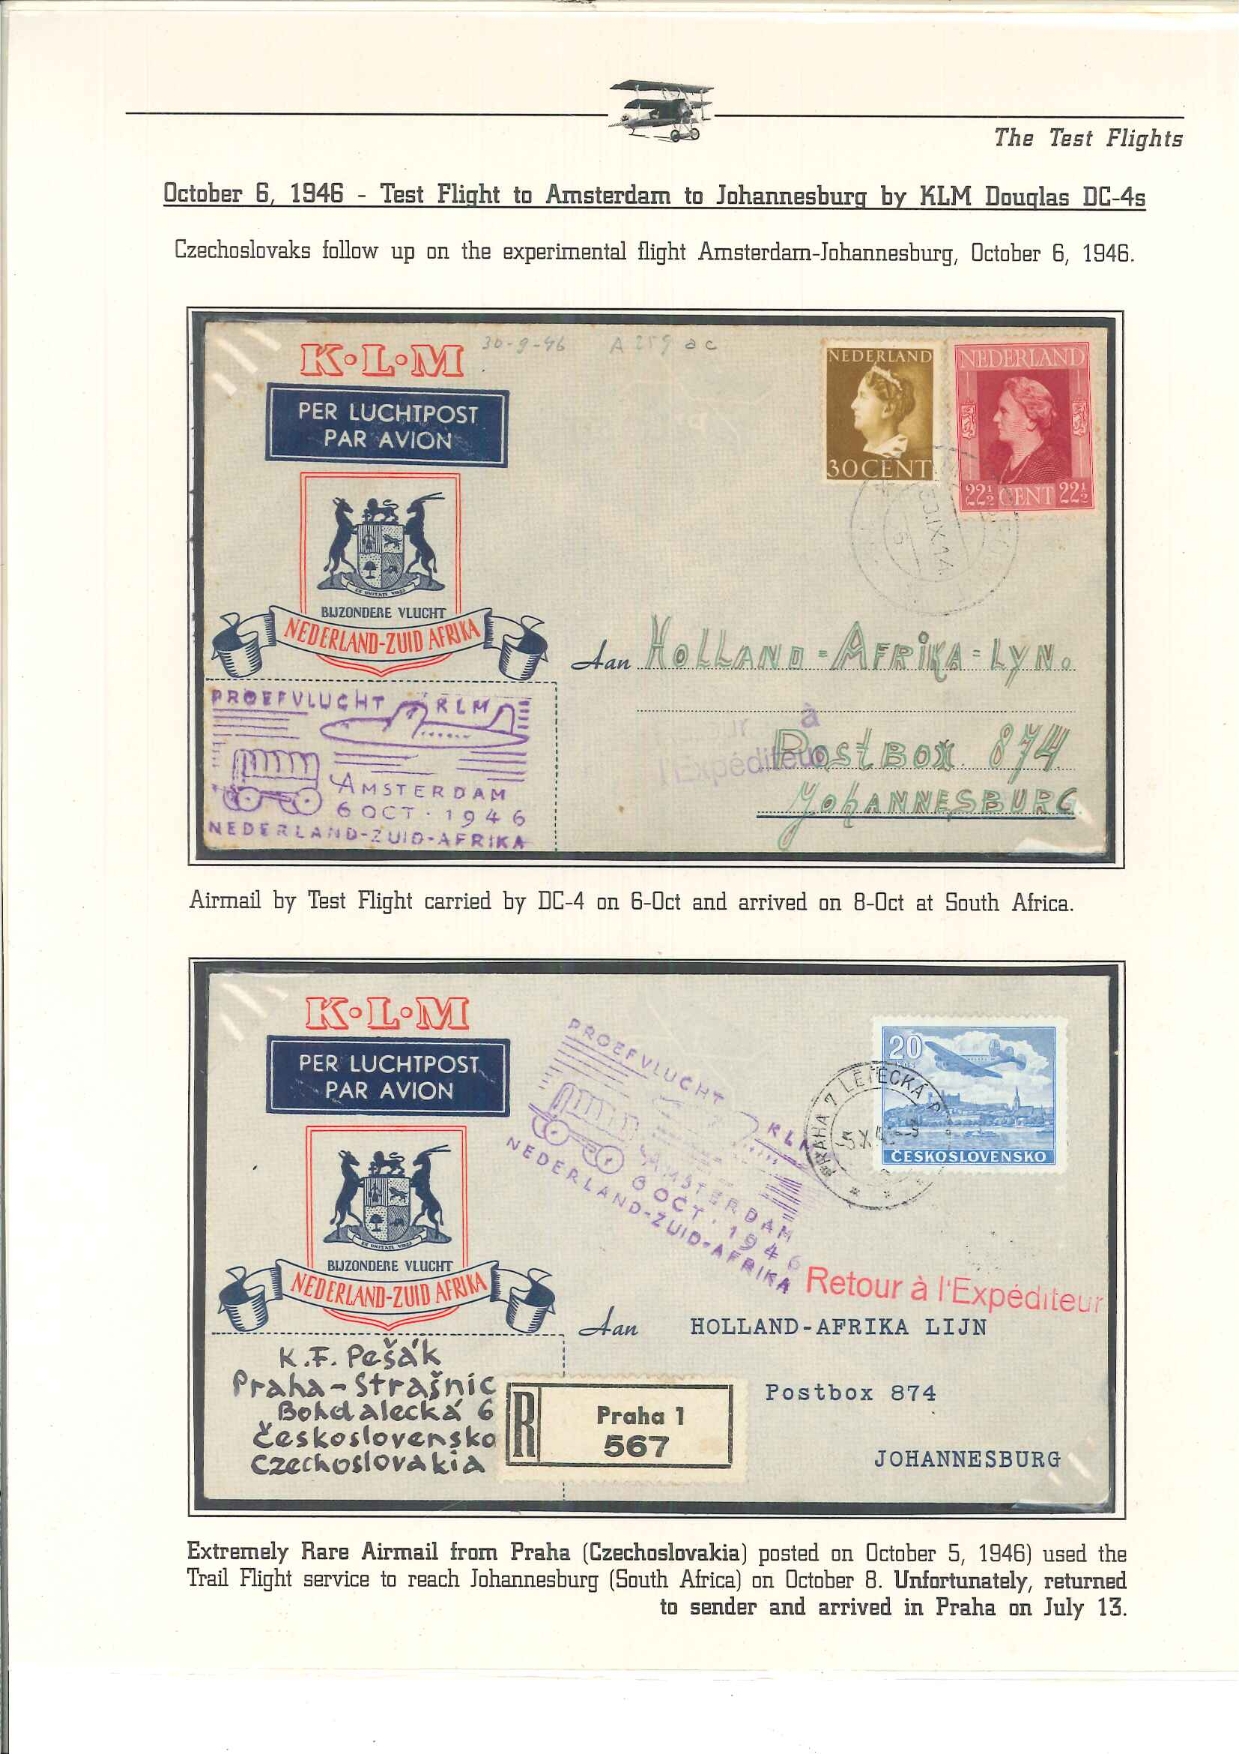 The Test Flights
October 6, 1946 - Test Flight to Amsterdam to Johannesburg by KLM Douglas DC-4s
Czechoslovaks follow up on the experimental flight Amsterdam-Johannesburg, October 6, 1946.
K·L·M
30-9-46
PER LUCHTPOST
PAR AVION
NEDERLAND
30 CENT
NEDERLAND
22½ CENT 22½
BIJZONDERE VLUCHT
NEDERLAND-ZUID AFRIKA
Aan HOLLAND=AFRIKA=LYN.
à
l'Expéditeur
Postbox 874
JohANNESBURG
PROEFVLUCHT KLM
AMSTERDAM
6 OCT. 1946
NEDERLAND-ZUID-AFRIKA
Airmail by Test Flight carried by DC-4 on 6-Oct and arrived on 8-Oct at South Africa.
K·L·M
PER LUCHTPOST
PAR AVION
PROEFVLUCHT KLM
AMSTERDAM
6 OCT. 1946
NEDERLAND-ZUID-AFRIKA
20
ČESKOSLOVENSKO
PRAHA 7 LETECKÁ
BIJZONDERE VLUCHT
NEDERLAND-ZUID AFRIKA
Retour à l'Expéditeur
Aan HOLLAND-AFRIKA LIJN
Postbox 874
JOHANNESBURG
K.F. Pešák
Praha-Strašnic
Bohdalecká 6
Československo
Czechoslovakia
R
Praha 1
567
Extremely Rare Airmail from Praha (Czechoslovakia) posted on October 5, 1946) used the
Trail Flight service to reach Johannesburg (South Africa) on October 8. Unfortunately, returned
to sender and arrived in Praha on July 13.